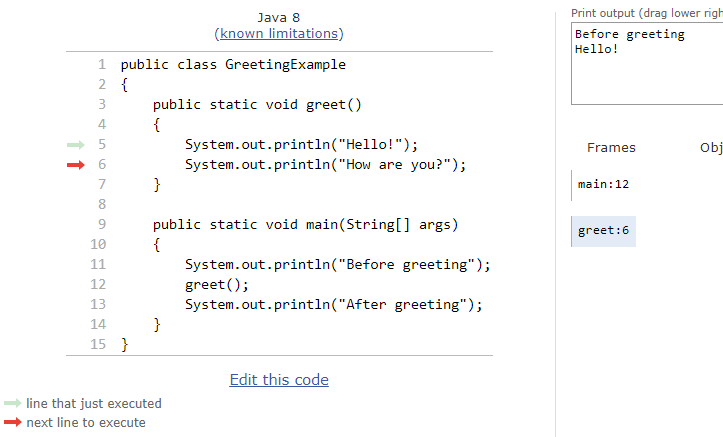 Java 8
(known limitations)
1 public class GreetingExample
2 {
3     public static void greet()
4     {
5         System.out.println("Hello!");
6         System.out.println("How are you?");
7     }
8
9     public static void main(String[] args)
10     {
11         System.out.println("Before greeting");
12         greet();
13         System.out.println("After greeting");
14     }
15 }
Edit this code
line that just executed
next line to execute
Print output (drag lower righ
Before greeting
Hello!
Frames Obj
main:12
greet:6